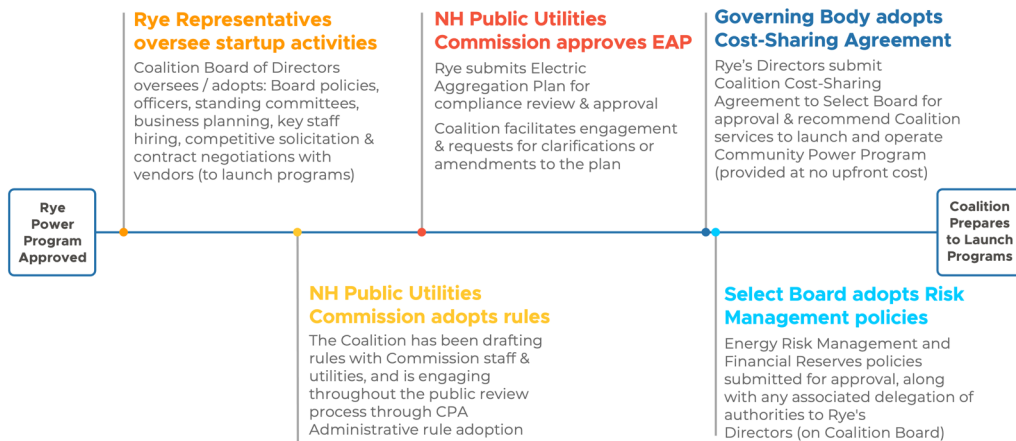 Rye Representatives
oversee startup activities
Coalition Board of Directors
oversees / adopts: Board policies,
officers, standing committees,
business planning, key staff
hiring, competitive solicitation &
contract negotiations with
vendors (to launch programs)
NH Public Utilities
Commission approves EAP
Rye submits Electric
Aggregation Plan for
compliance review & approval
Coalition facilitates engagement
& requests for clarifications or
amendments to the plan
Governing Body adopts
Cost-Sharing Agreement
Rye's Directors submit
Coalition Cost-Sharing
Agreement to Select Board for
approval & recommend Coalition
services to launch and operate
Community Power Program
(provided at no upfront cost)
Rye
Power
Program
Approved
Coalition
Prepares
to Launch
Programs
NH Public Utilities
Commission adopts rules
The Coalition has been drafting
rules with Commission staff &
utilities, and is engaging
throughout the public review
process through CPA
Administrative rule adoption
Select Board adopts Risk
Management policies
Energy Risk Management and
Financial Reserves policies
submitted for approval, along
with any associated delegation of
authorities to Rye's
Directors (on Coalition Board)